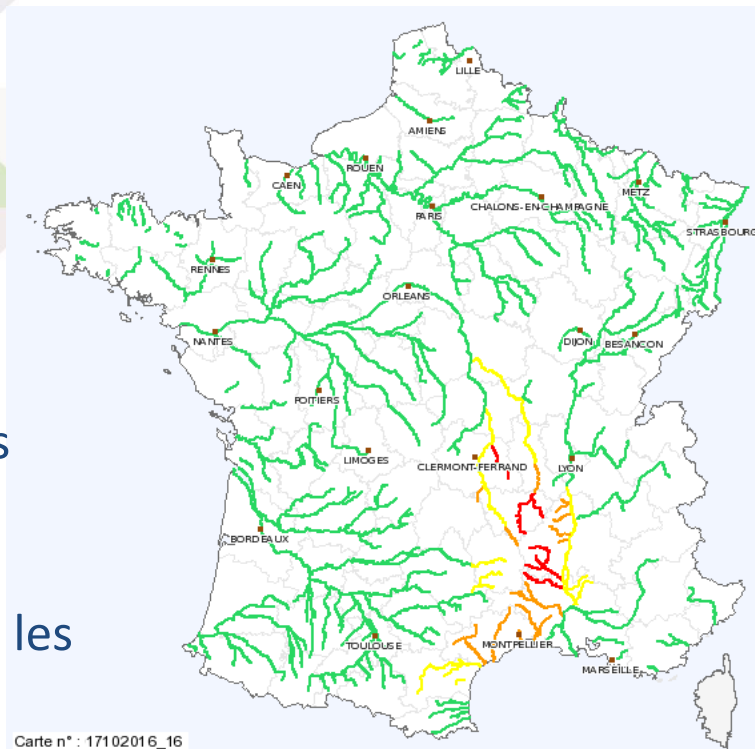 LILLE
AMIENS
ROUEN
CAEN
METZ
PARIS
CHALONS-EN-CHAMPAGNE
STRASBOURG
RENNES
ORLEANS
NANTES
DIJON
BESANCON
POITIERS
s
LIMOGES
CLERMONT-FERRAND
LYON
BORDEAUX
les
TOULOUSE
MONTPELLIER
MARSEILLE
Carte n° : 17102016_16